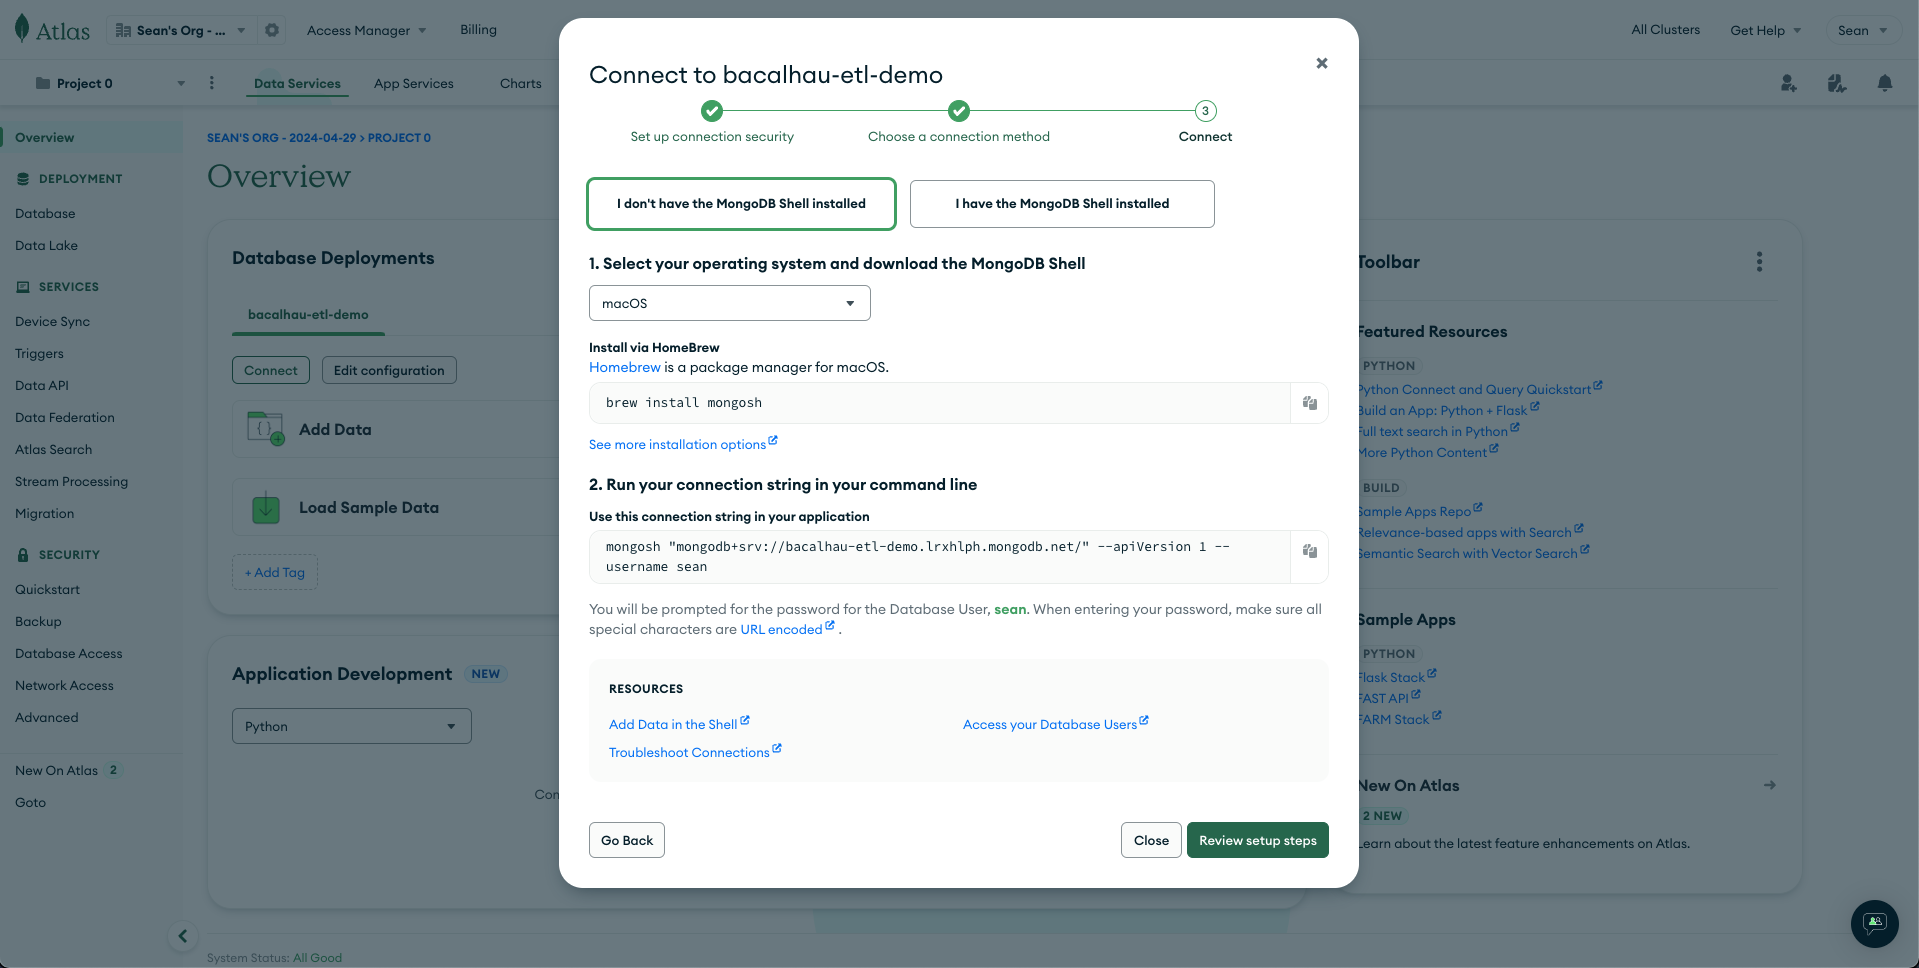 Atlas
Sean's Org - ...
Access Manager
Billing
All Clusters
Get Help
Sean
Project 0
Data Services
App Services
Charts
Overview
DEPLOYMENT
Database
Data Lake
SERVICES
Device Sync
Triggers
Data API
Data Federation
Atlas Search
Stream Processing
Migration
SECURITY
Quickstart
Backup
Database Access
Network Access
Advanced
New On Atlas 2
Goto
SEAN'S ORG - 2024-04-29 > PROJECT 0
Overview
Database Deployments
bacalhau-etl-demo
Connect
Edit configuration
Add Data
Load Sample Data
+ Add Tag
Application Development NEW
Python
System Status: All Good
Connect to bacalhau-etl-demo
3
Set up connection security
Choose a connection method
Connect
I don't have the MongoDB Shell installed
I have the MongoDB Shell installed
1. Select your operating system and download the MongoDB Shell
macOS
Install via HomeBrew
Homebrew is a package manager for macOS.
brew install mongosh
See more installation options
2. Run your connection string in your command line
Use this connection string in your application
mongosh "mongodb+srv://bacalhau-etl-demo.lrxhlph.mongodb.net/" --apiVersion 1 --
username sean
You will be prompted for the password for the Database User, sean. When entering your password, make sure all
special characters are URL encoded .
RESOURCES
Add Data in the Shell
Access your Database Users
Troubleshoot Connections
Go Back
Close
Review setup steps
Toolbar
Featured Resources
PYTHON
Python Connect and Query Quickstart
Build an App: Python + Flask
Full text search in Python
More Python Content
BUILD
Sample Apps Repo
Relevance-based apps with Search
Semantic Search with Vector Search
Sample Apps
PYTHON
Flask Stack
FAST API
FARM Stack
New On Atlas
2 NEW
Learn about the latest feature enhancements on Atlas.